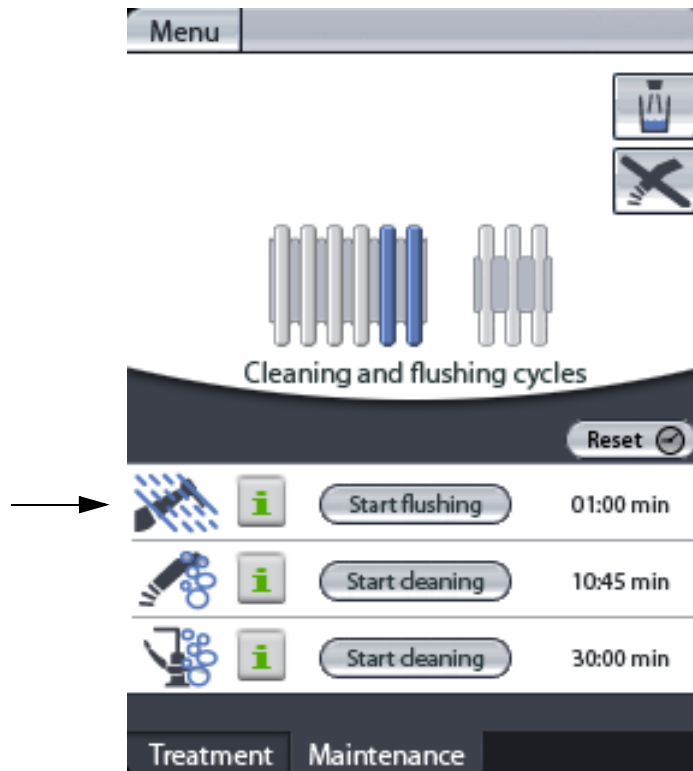 Menu
Cleaning and flushing cycles
Reset
i Start flushing 01:00 min
i Start cleaning 10:45 min
i Start cleaning 30:00 min
Treatment Maintenance